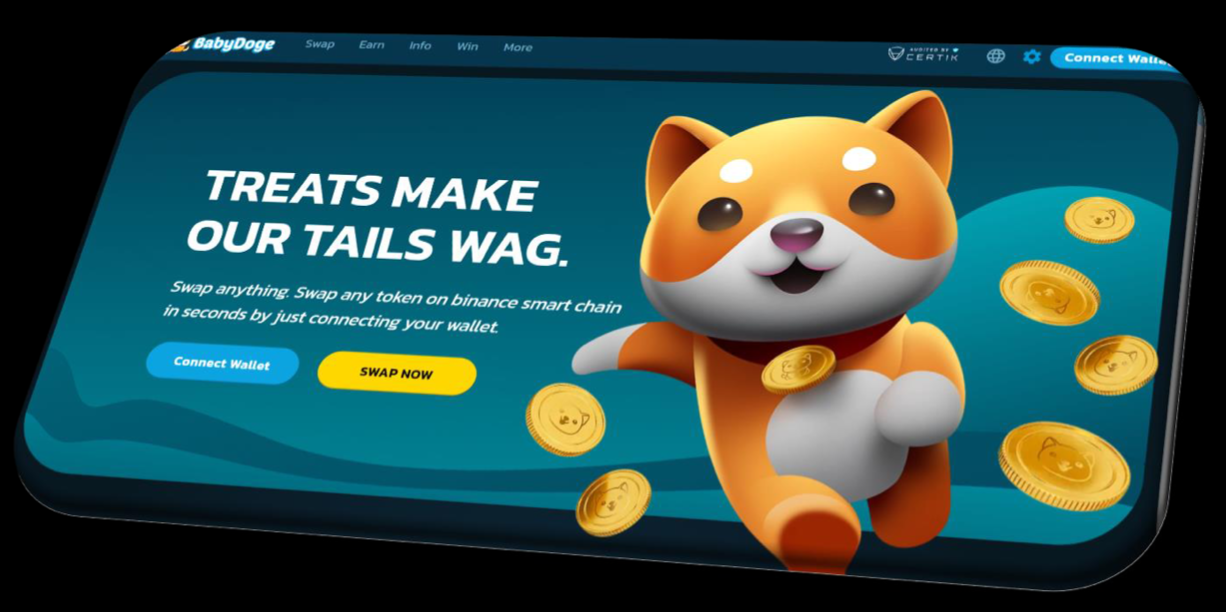 BabyDoge
Swap
Earn
Info
Win
More
AUDITED BY
CERTIK
Connect Wallet
TREATS MAKE
OUR TAILS WAG.
Swap anything. Swap any token on binance smart chain
in seconds by just connecting your wallet.
Connect Wallet
SWAP NOW